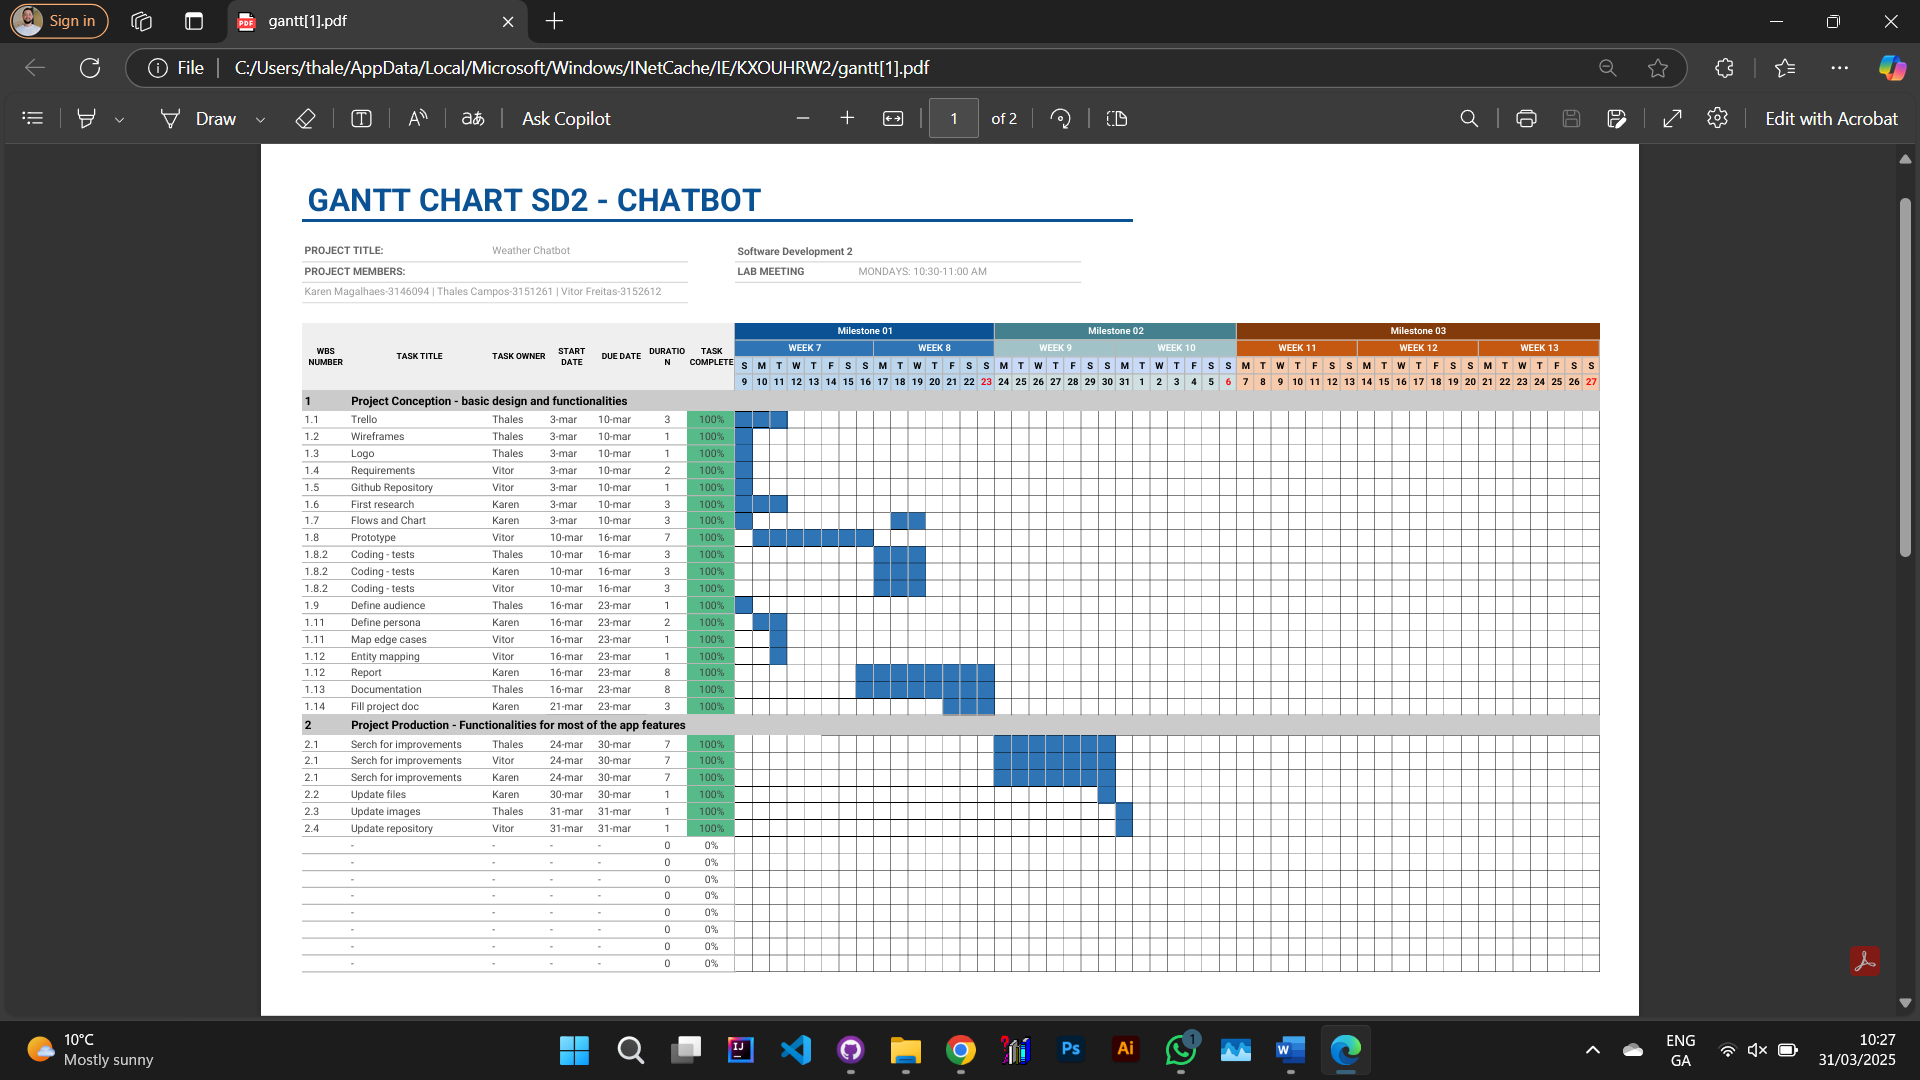 Sign in
gantt[1].pdf
File
C:/Users/thale/AppData/Local/Microsoft/Windows/INetCache/IE/KXOUHRW2/gantt[1].pdf
Draw
Ask Copilot
1 of 2
Edit with Acrobat
GANTT CHART SD2 - CHATBOT
PROJECT TITLE: Weather Chatbot Software Development 2
PROJECT MEMBERS: LAB MEETING MONDAYS: 10:30-11:00 AM
Karen Magalhaes-3146094 | Thales Campos-3151261 | Vitor Freitas-3152612
WBS NUMBER TASK TITLE TASK OWNER START DATE DUE DATE DURATIO N TASK COMPLETE
Milestone 01 Milestone 02 Milestone 03
WEEK 7 WEEK 8 WEEK 9 WEEK 10 WEEK 11 WEEK 12 WEEK 13
S M T W T F S S M T W T F S S M T W T F S S M T W T F S S M T W T F S S M T W T F S S M T W T F S S
9 10 11 12 13 14 15 16 17 18 19 20 21 22 23 24 25 26 27 28 29 30 31 1 2 3 4 5 6 7 8 9 10 11 12 13 14 15 16 17 18 19 20 21 22 23 24 25 26 27
1 Project Conception - basic design and functionalities
1.1 Trello Thales 3-mar 10-mar 3 100%
1.2 Wireframes Thales 3-mar 10-mar 1 100%
1.3 Logo Thales 3-mar 10-mar 1 100%
1.4 Requirements Vitor 3-mar 10-mar 2 100%
1.5 Github Repository Vitor 3-mar 10-mar 1 100%
1.6 First research Karen 3-mar 10-mar 3 100%
1.7 Flows and Chart Karen 3-mar 10-mar 3 100%
1.8 Prototype Vitor 10-mar 16-mar 7 100%
1.8.2 Coding - tests Thales 10-mar 16-mar 3 100%
1.8.2 Coding - tests Karen 10-mar 16-mar 3 100%
1.8.2 Coding - tests Vitor 10-mar 16-mar 3 100%
1.9 Define audience Thales 16-mar 23-mar 1 100%
1.11 Define persona Karen 16-mar 23-mar 2 100%
1.11 Map edge cases Vitor 16-mar 23-mar 1 100%
1.12 Entity mapping Vitor 16-mar 23-mar 1 100%
1.12 Report Karen 16-mar 23-mar 8 100%
1.13 Documentation Thales 16-mar 23-mar 8 100%
1.14 Fill project doc Karen 21-mar 23-mar 3 100%
2 Project Production - Functionalities for most of the app features
2.1 Serch for improvements Thales 24-mar 30-mar 7 100%
2.1 Serch for improvements Vitor 24-mar 30-mar 7 100%
2.1 Serch for improvements Karen 24-mar 30-mar 7 100%
2.2 Update files Karen 30-mar 30-mar 1 100%
2.3 Update images Thales 31-mar 31-mar 1 100%
2.4 Update repository Vitor 31-mar 31-mar 1 100%
- - - - 0 0%
- - - - 0 0%
- - - - 0 0%
- - - - 0 0%
- - - - 0 0%
- - - - 0 0%
- - - - 0 0%
- - - - 0 0%
10°C
Mostly sunny
Ps
Ai
1
ENG
GA
10:27
31/03/2025